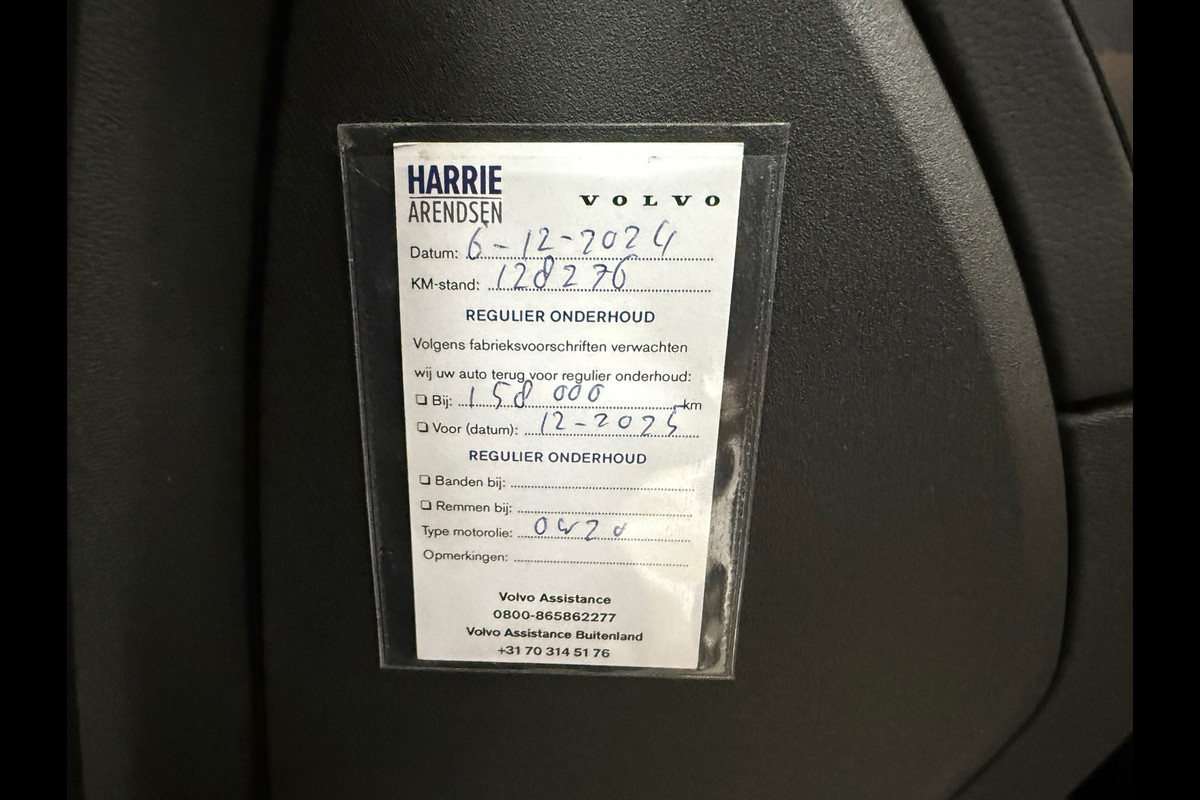 HARRIE
ARENDSEN
VOLVO
Datum: 6-12-2024
KM-stand: 128276
REGULIER ONDERHOUD
Volgens fabrieksvoorschriften verwachten
wij uw auto terug voor regulier onderhoud:
❏ Bij: 158 000 km
❏ Voor (datum): 12-2025
REGULIER ONDERHOUD
❏ Banden bij:
❏ Remmen bij:
Type motorolie: 0W20
Opmerkingen:
Volvo Assistance
0800-865862277
Volvo Assistance Buitenland
+31 70 314 51 76